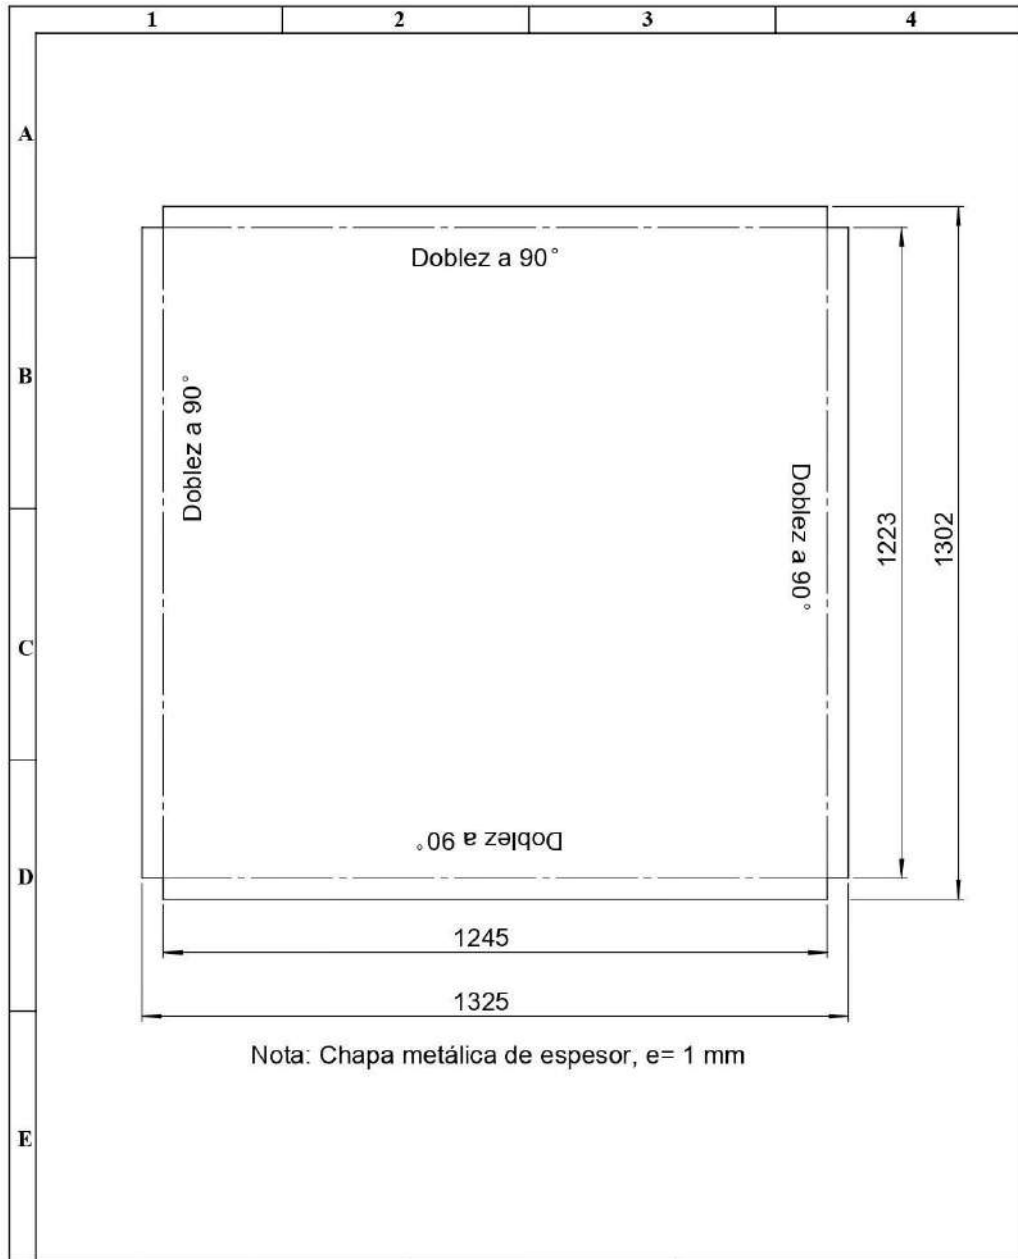 1 2 3 4
A
Doblez a 90°
B
Doblez a 90°
Doblez a 90°
1223
1302
C
Doblez a 90°
D
1245
1325
Nota: Chapa metálica de espesor, e= 1 mm
E